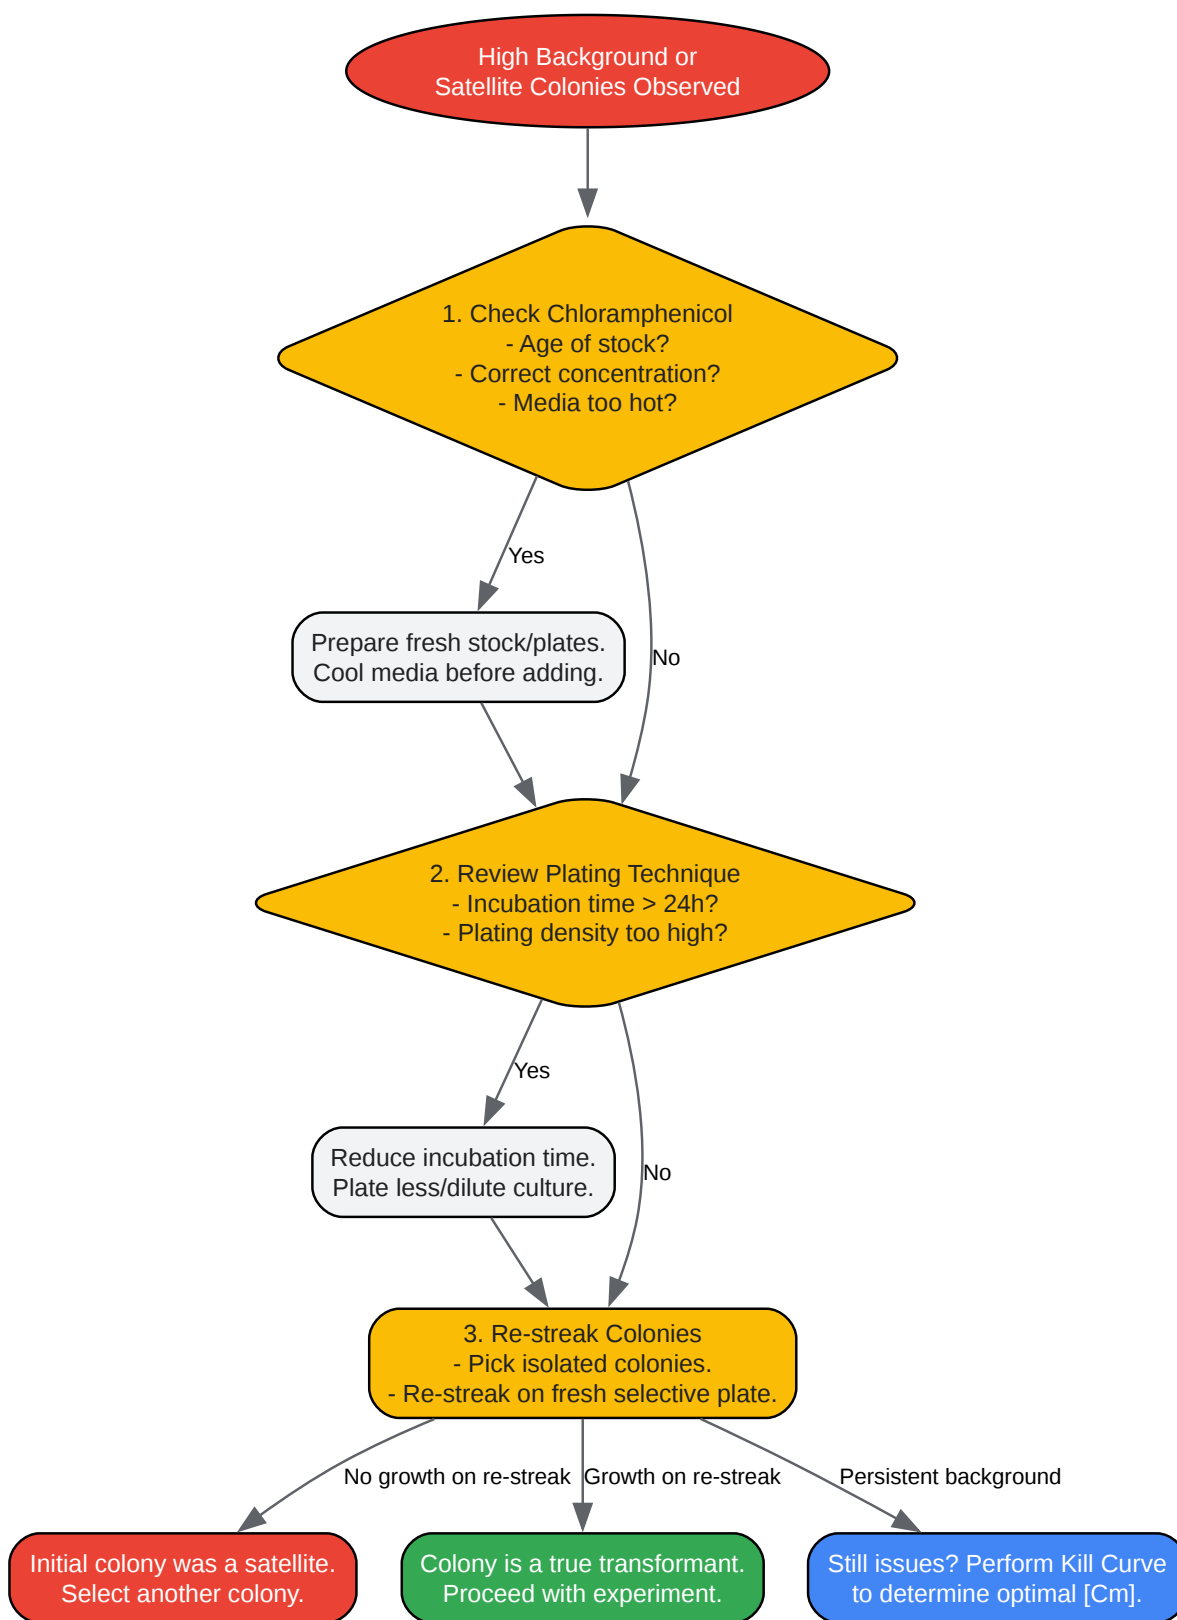 High Background or
Satellite Colonies Observed
1. Check Chloramphenicol
- Age of stock?
- Correct concentration?
- Media too hot?
Yes
Prepare fresh stock/plates.
Cool media before adding.
No
2. Review Plating Technique
- Incubation time > 24h?
- Plating density too high?
Yes
Reduce incubation time.
Plate less/dilute culture.
No
3. Re-streak Colonies
- Pick isolated colonies.
- Re-streak on fresh selective plate.
No growth on re-streak
Growth on re-streak
Persistent background
Initial colony was a satellite.
Select another colony.
Colony is a true transformant.
Proceed with experiment.
Still issues? Perform Kill Curve
to determine optimal [Cm].